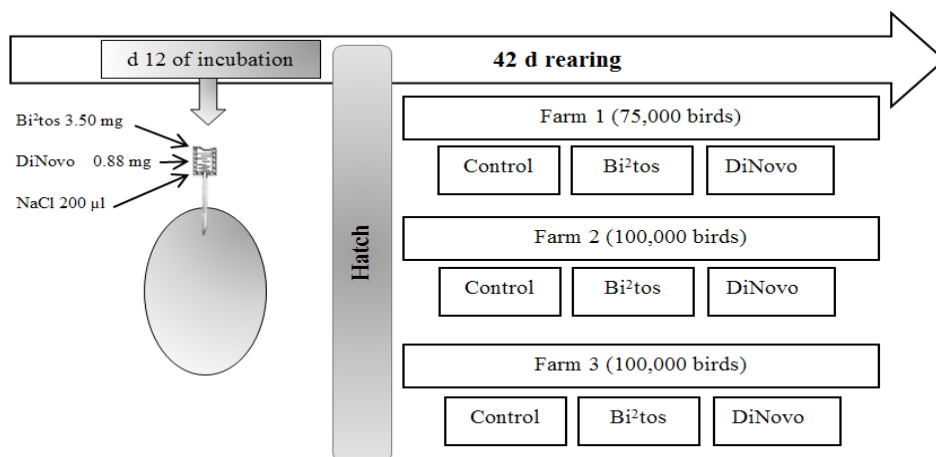 d 12 of incubation
42 d rearing
Bi²tos 3.50 mg
DiNovo 0.88 mg
NaCl 200 µl
Hatch
Farm 1 (75,000 birds)
Control Bi²tos DiNovo
Farm 2 (100,000 birds)
Control Bi²tos DiNovo
Farm 3 (100,000 birds)
Control Bi²tos DiNovo